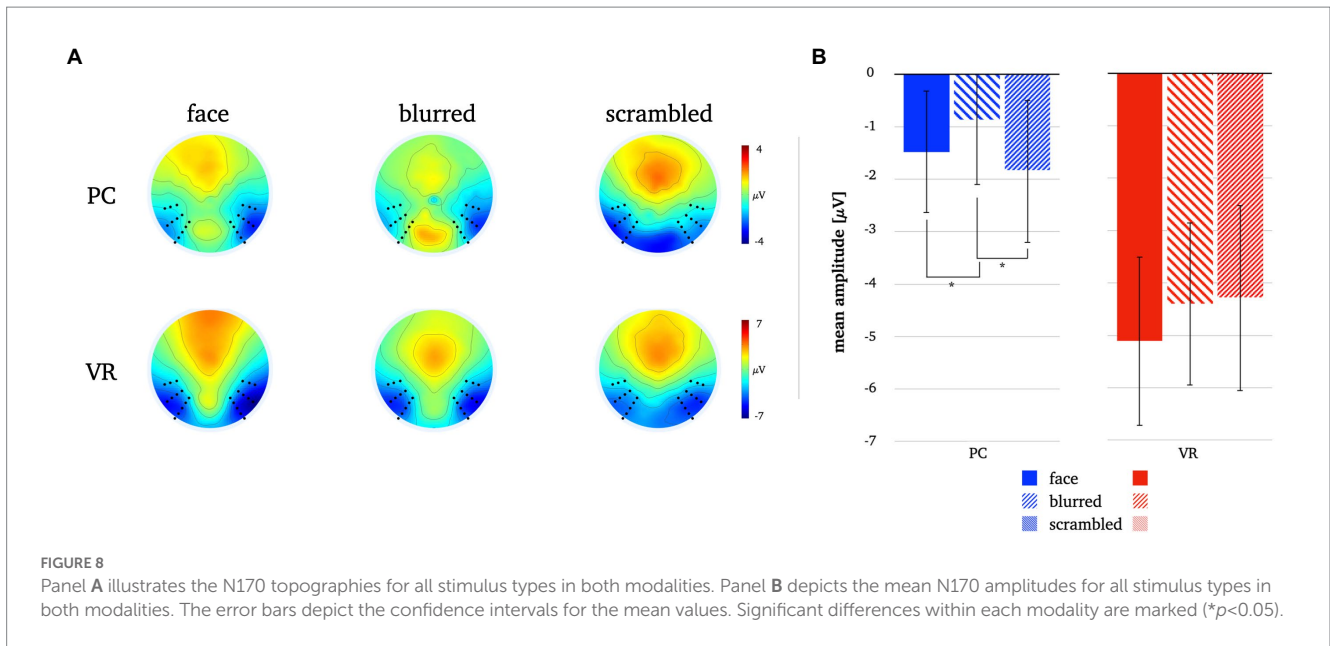 A
face blurred scrambled
PC
4
µV
-4
VR
7
µV
-7
B
mean amplitude [µV]
0
-1
-2
-3
-4
-5
-6
-7
*
*
PC VR
face
blurred
scrambled
FIGURE 8
Panel A illustrates the N170 topographies for all stimulus types in both modalities. Panel B depicts the mean N170 amplitudes for all stimulus types in
both modalities. The error bars depict the confidence intervals for the mean values. Significant differences within each modality are marked (*p<0.05).